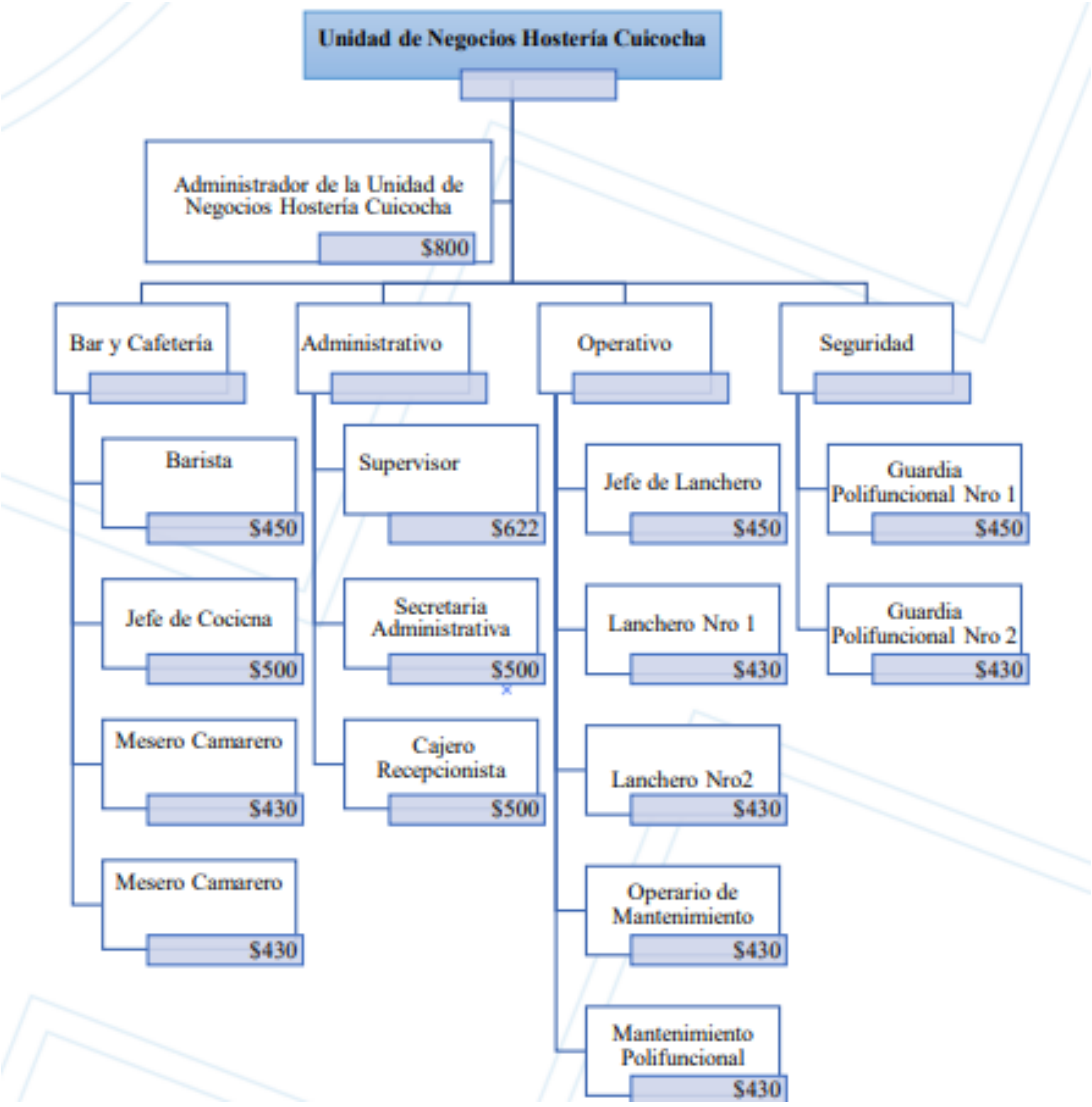 Unidad de Negocios Hostería Cuicocha
Administrador de la Unidad de
Negocios Hostería Cuicocha
$800
Bar y Cafetería
Barista
$450
Jefe de Cocicna
$500
Mesero Camarero
$430
Mesero Camarero
$430
Administrativo
Supervisor
$622
Secretaria
Administrativa
$500
Cajero
Recepcionista
$500
Operativo
Jefe de Lanchero
$450
Lanchero Nro 1
$430
Lanchero Nro2
$430
Operario de
Mantenimiento
$430
Mantenimiento
Polifuncional
$430
Seguridad
Guardia
Polifuncional Nro 1
$450
Guardia
Polifuncional Nro 2
$430